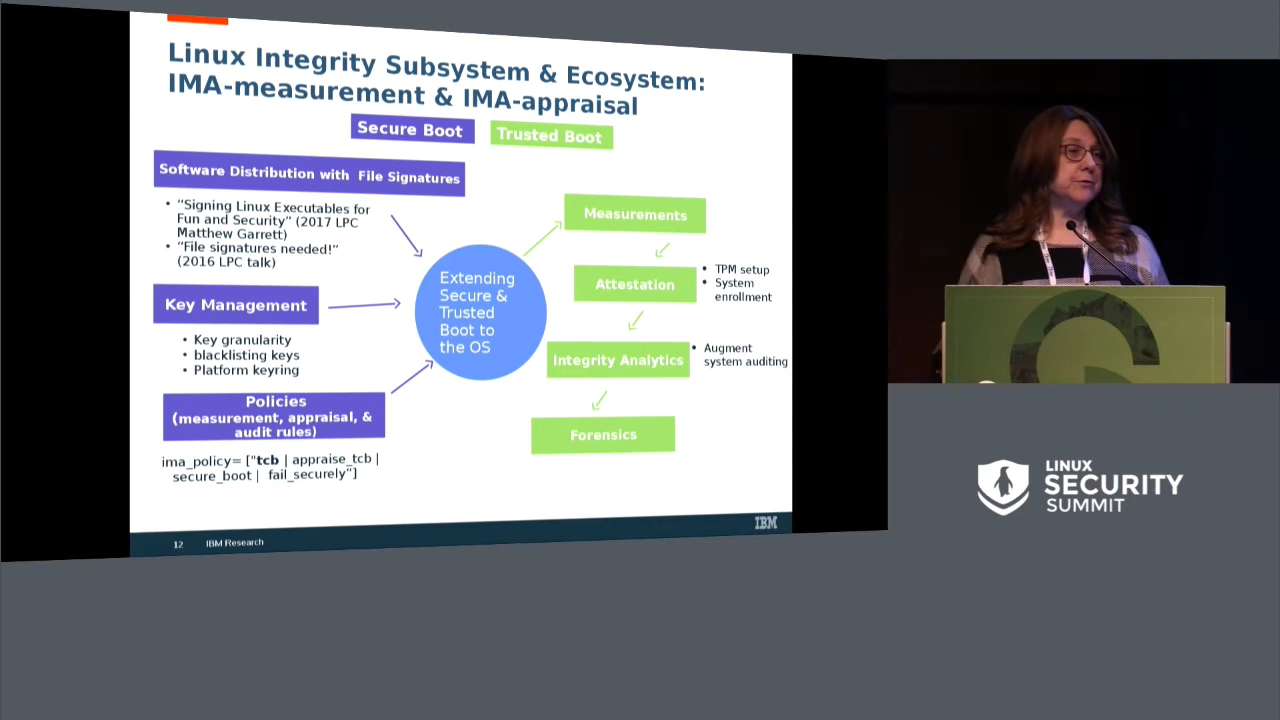 Linux Integrity Subsystem & Ecosystem:
IMA-measurement & IMA-appraisal
Secure Boot
Trusted Boot
Software Distribution with File Signatures
• “Signing Linux Executables for
Fun and Security” (2017 LPC
Matthew Garrett)
• “File signatures needed!”
(2016 LPC talk)
Key Management
• Key granularity
• blacklisting keys
• Platform keyring
Policies
(measurement, appraisal, &
audit rules)
ima_policy= ["tcb | appraise_tcb |
secure_boot | fail_securely”]
Extending
Secure &
Trusted
Boot to
the OS
Measurements
Attestation
• TPM setup
• System
enrollment
Integrity Analytics
• Augment
system auditing
Forensics
12 IBM Research
IBM
LINUX
SECURITY
SUMMIT